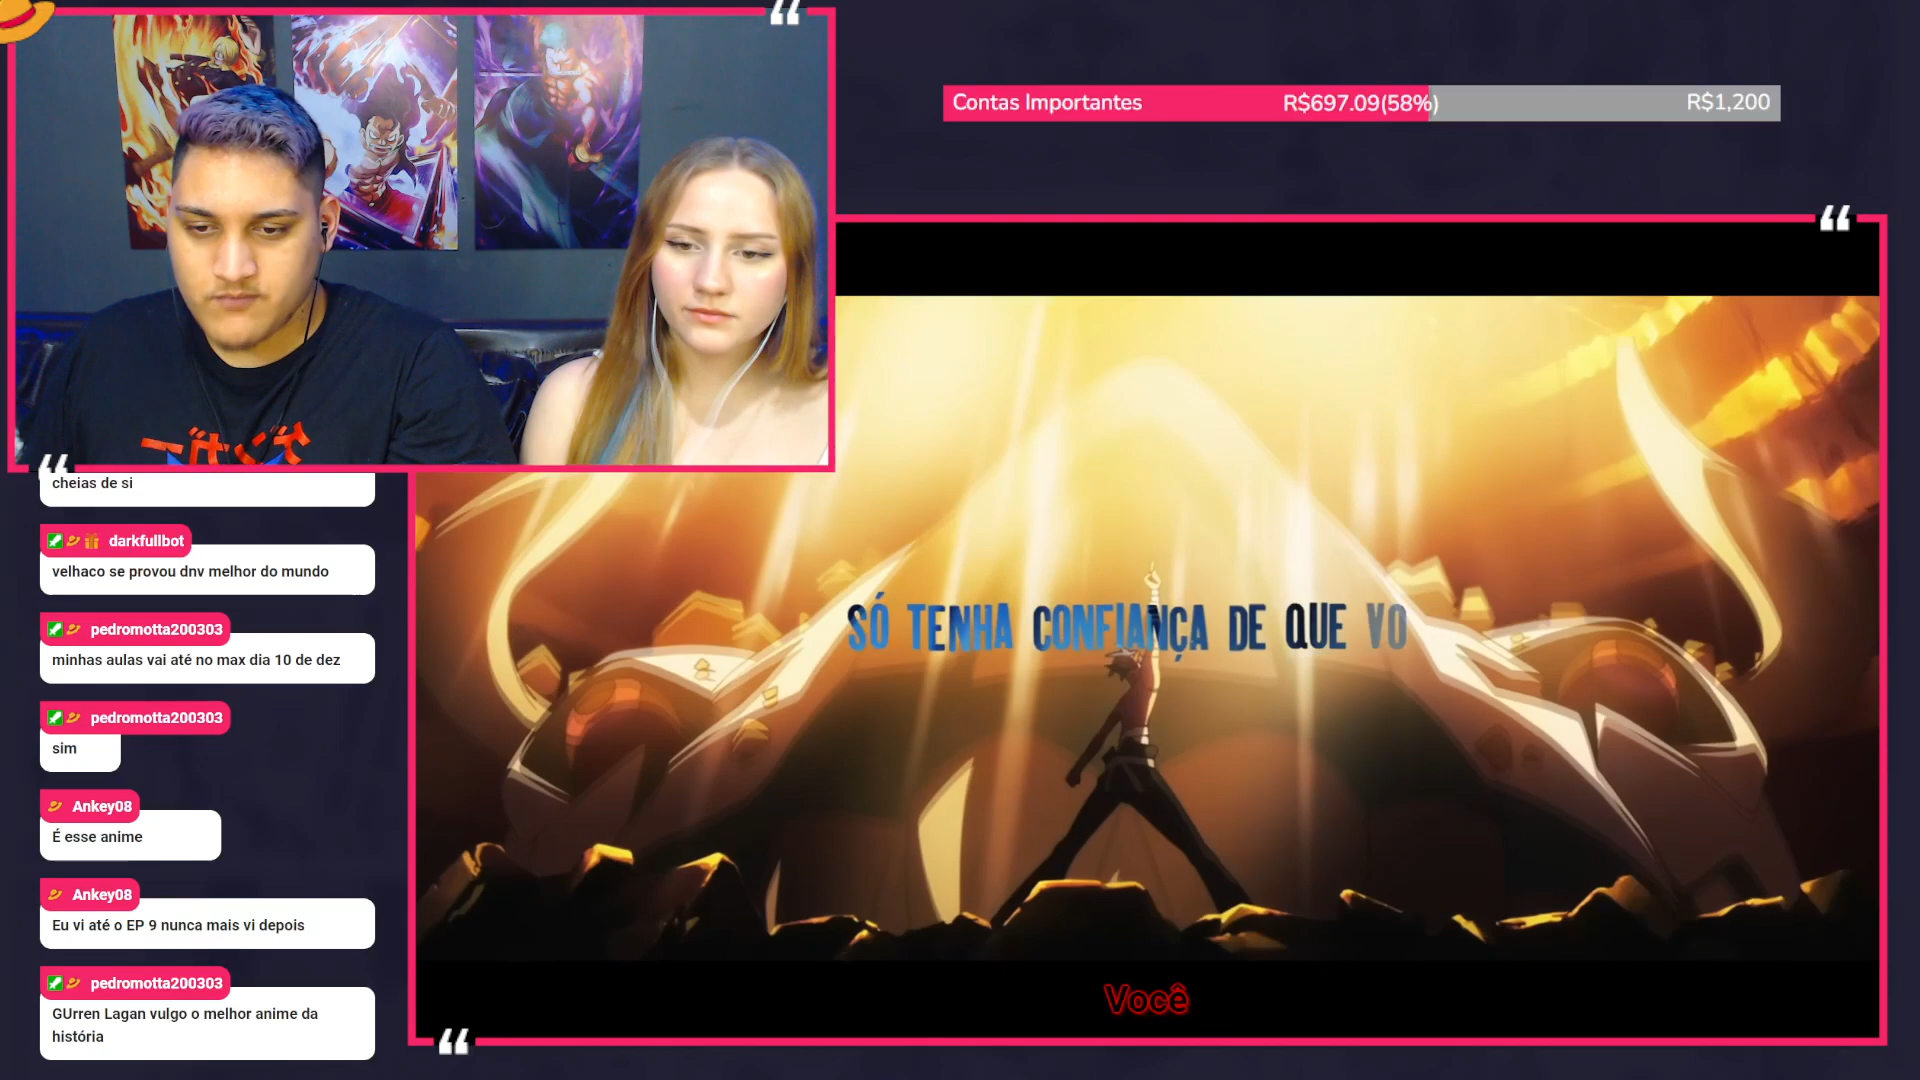 Contas Importantes R$697.09(58%) R$1,200
cheias de si
darkfullbot
velhaco se provou dnv melhor do mundo
pedromotta200303
minhas aulas vai até no max dia 10 de dez
pedromotta200303
sim
Ankey08
É esse anime
Ankey08
Eu vi até o EP 9 nunca mais vi depois
pedromotta200303
GUrren Lagan vulgo o melhor anime da
história
SÓ TENHA CONFIANÇA DE QUE VO
Você